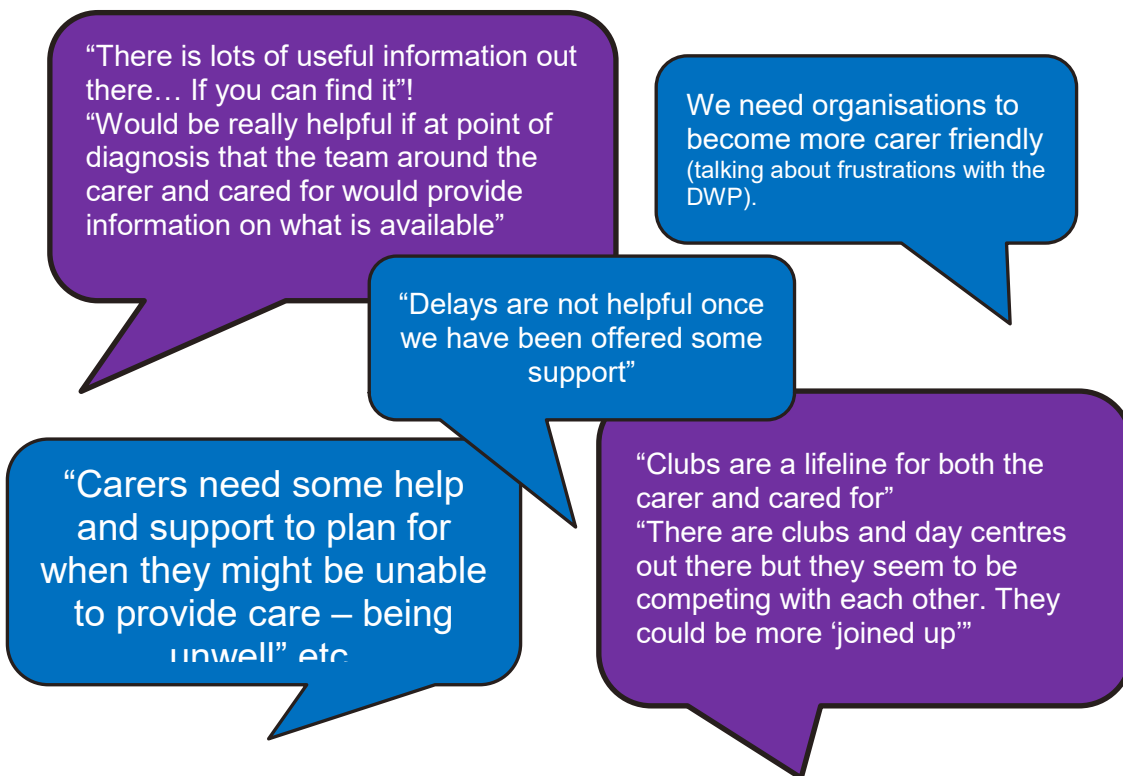 “There is lots of useful information out
there… If you can find it”!
“Would be really helpful if at point of
diagnosis that the team around the
carer and cared for would provide
information on what is available”
We need organisations to
become more carer friendly
(talking about frustrations with the
DWP).
“Delays are not helpful once
we have been offered some
support”
“Carers need some help
and support to plan for
when they might be unable
to provide care – being
unwell” etc
“Clubs are a lifeline for both the
carer and cared for”
“There are clubs and day centres
out there but they seem to be
competing with each other. They
could be more ‘joined up’”